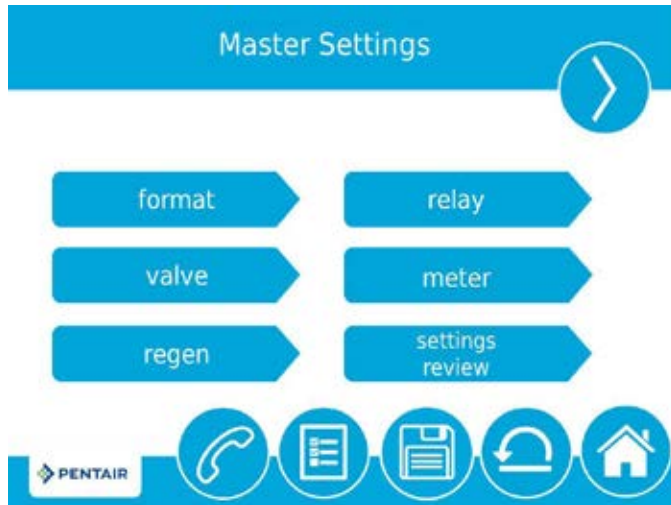 Master Settings
format
relay
valve
meter
regen
settings
review
PENTAIR